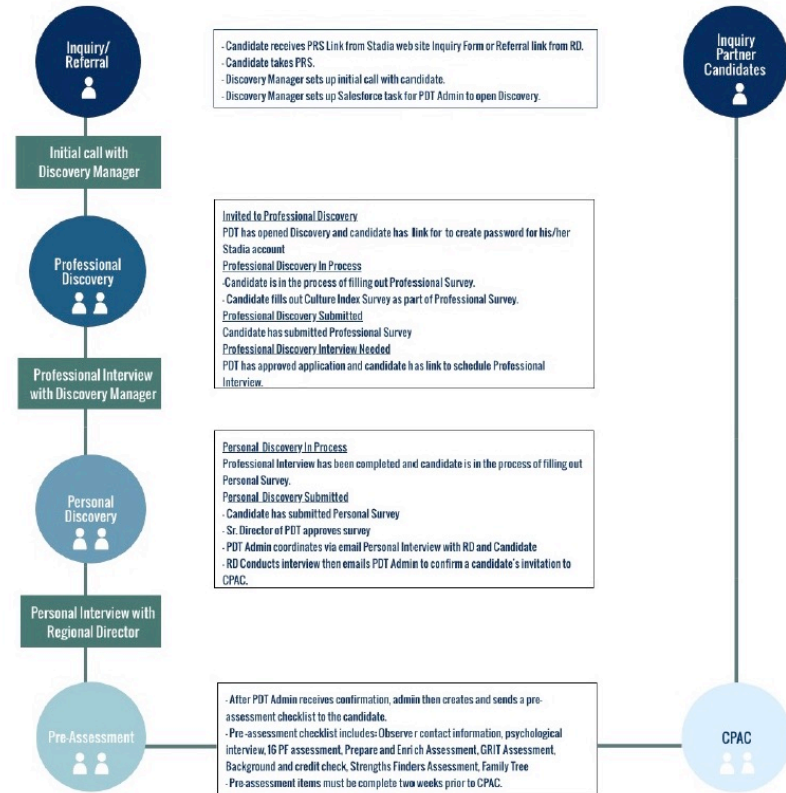 Inquiry/
Referral
- Candidate receives PRS Link from Stadia web site Inquiry Form or Referral link from RD.
- Candidate takes PRS.
- Discovery Manager sets up initial call with candidate.
- Discovery Manager sets up Salesforce task for PDT Admin to open Discovery.
Inquiry
Partner
Candidates
Initial call with
Discovery Manager
Professional
Discovery
Invited to Professional Discovery
PDT has opened Discovery and candidate has link for to create password for his/her
Stadia account
Professional Discovery In Process
-Candidate is in the process of filling out Professional Survey.
- Candidate fills out Culture Index Survey as part of Professional Survey.
Professional Discovery Submitted
Candidate has submitted Professional Survey
Professional Discovery Interview Needed
PDT has approved application and candidate has link to schedule Professional
Interview.
Professional Interview
with Discovery Manager
Personal
Discovery
Personal Discovery In Process
Professional Interview has been completed and candidate is in the process of filling out
Personal Survey.
Personal Discovery Submitted
- Candidate has submitted Personal Survey
- Sr. Director of PDT approves survey
- PDT Admin coordinates via email Personal Interview with RD and Candidate
- RD Conducts interview then emails PDT Admin to confirm a candidate's invitation to
CPAC.
Personal Interview with
Regional Director
Pre-Assessment
- After PDT Admin receives confirmation, admin then creates and sends a pre-
assessment checklist to the candidate.
- Pre-assessment checklist includes: Observer contact information, psychological
interview, 16 PF assessment, Prepare and Enrich Assessment, GRIT Assessment,
Background and credit check, Strengths Finders Assessment, Family Tree
- Pre-assessment items must be complete two weeks prior to CPAC.
CPAC